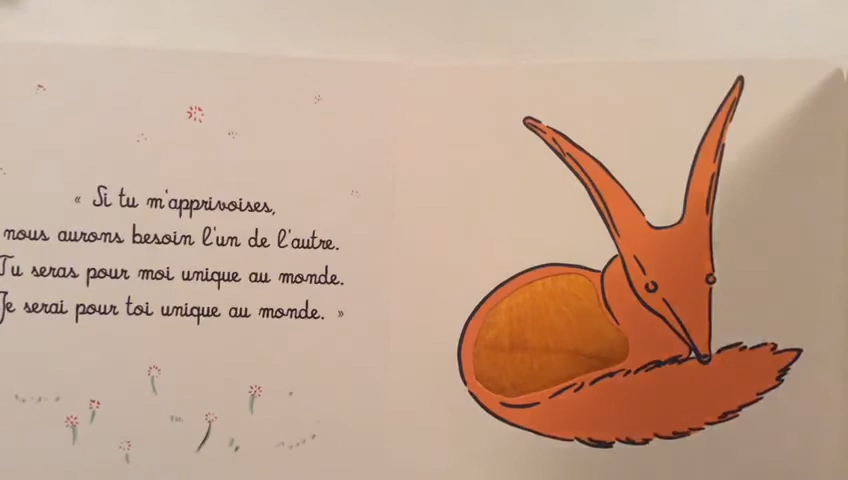 « Si tu m'apprivoises,
nous aurons besoin l'un de l'autre.
Tu seras pour moi unique au monde.
Je serai pour toi unique au monde. »